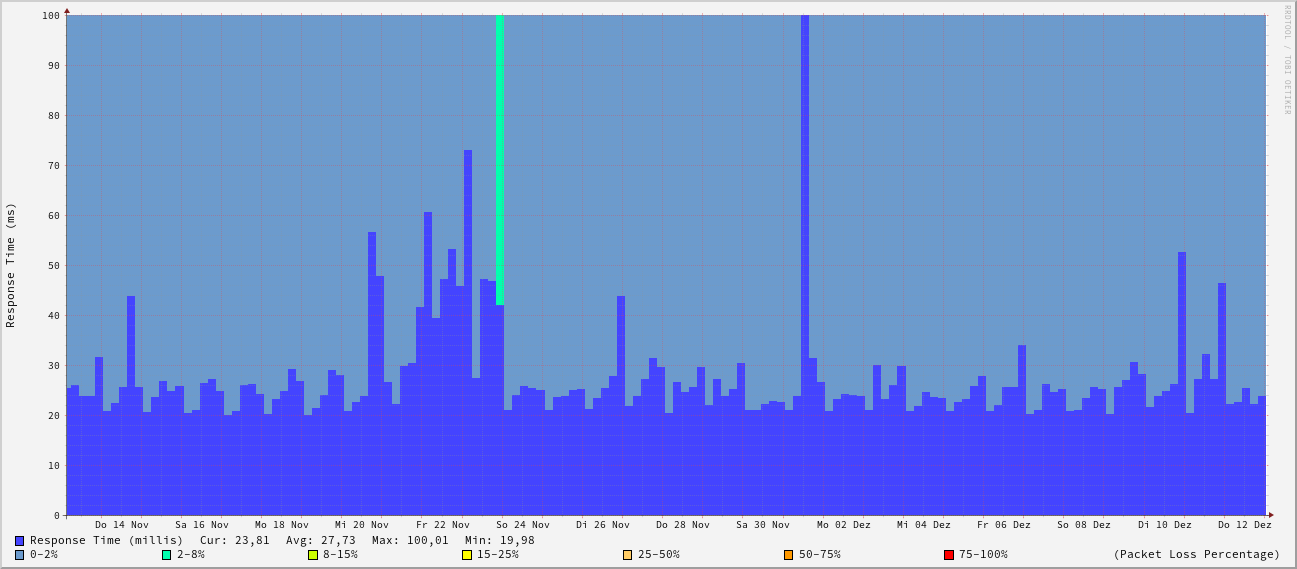 RRDTOOL / TOBI OETIKER
Response Time (ms)
100
90
80
70
60
50
40
30
20
10
0
Do 14 Nov Sa 16 Nov Mo 18 Nov Mi 20 Nov Fr 22 Nov So 24 Nov Di 26 Nov Do 28 Nov Sa 30 Nov Mo 02 Dez Mi 04 Dez Fr 06 Dez So 08 Dez Di 10 Dez Do 12 Dez
Response Time (millis) Cur: 23,81 Avg: 27,73 Max: 100,01 Min: 19,98
0-2% 2-8% 8-15% 15-25% 25-50% 50-75% 75-100% (Packet Loss Percentage)